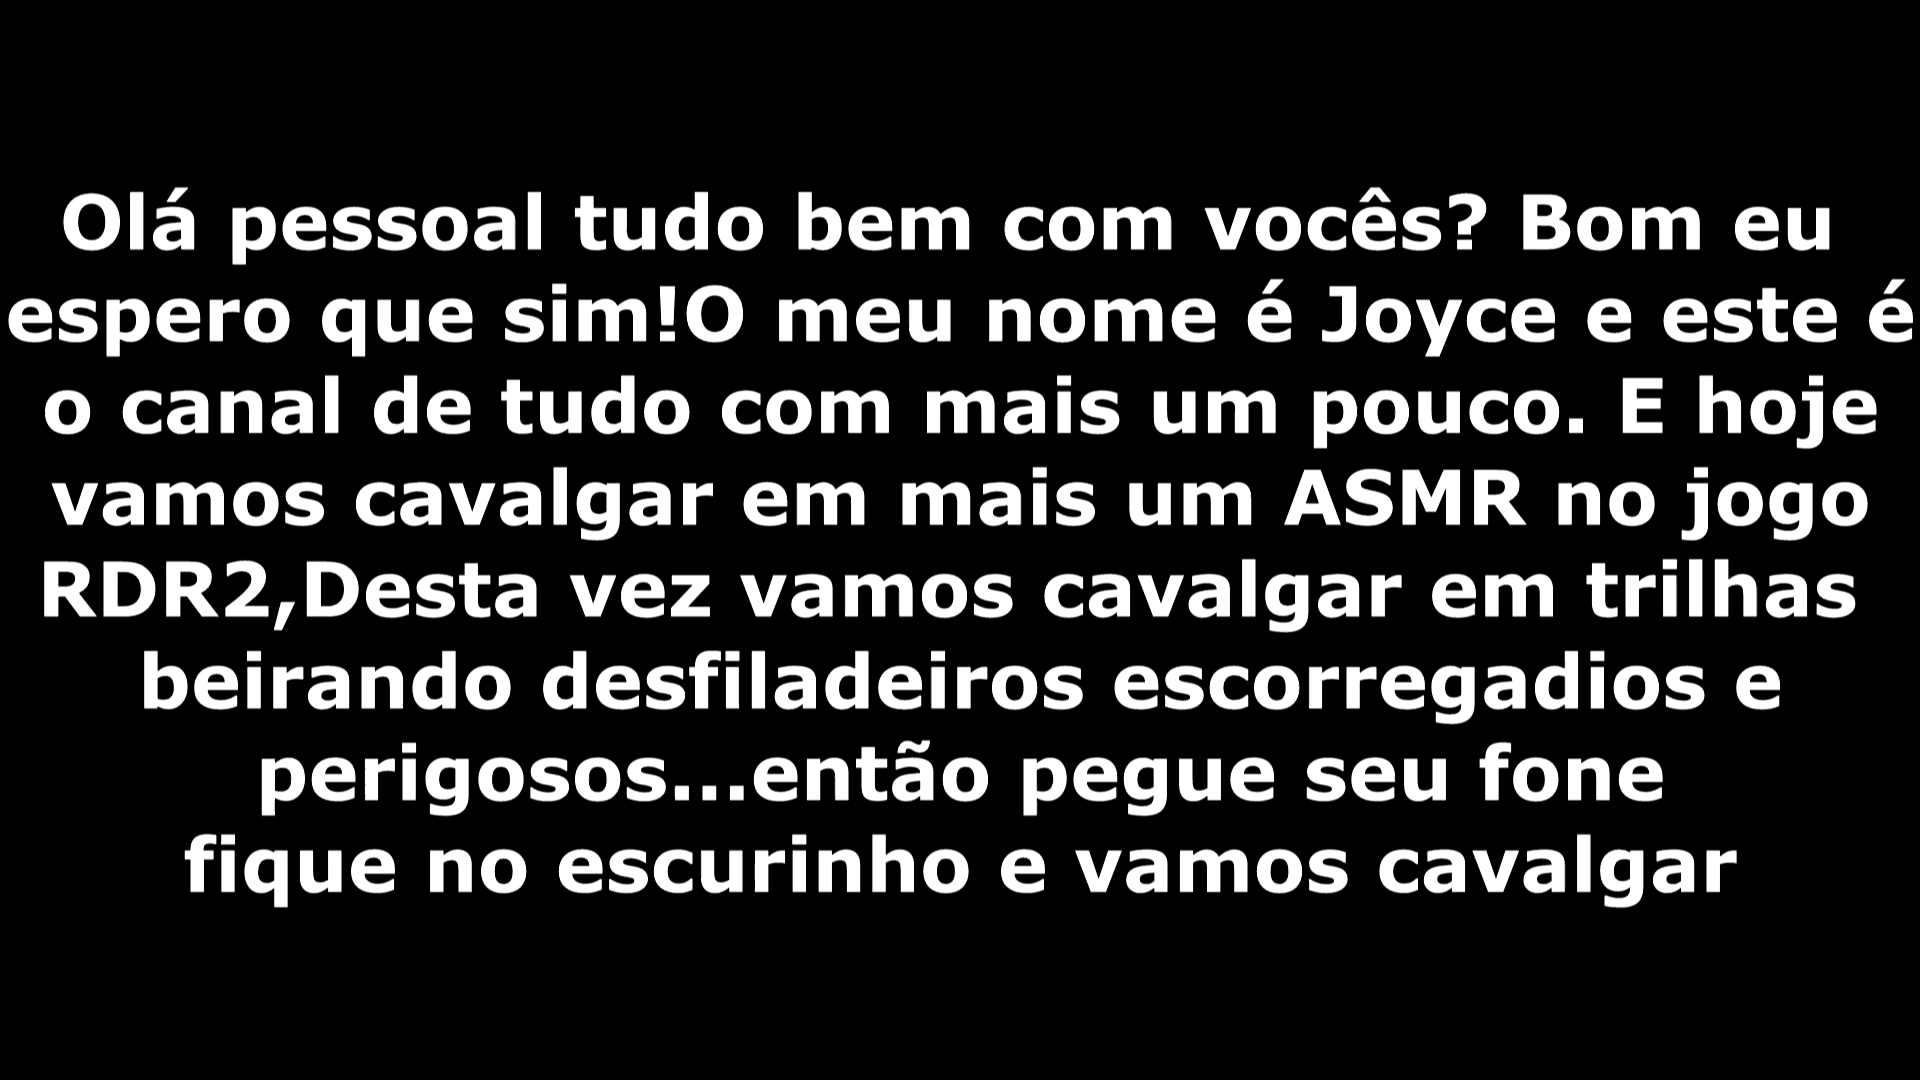 Olá pessoal tudo bem com vocês? Bom eu
espero que sim!O meu nome é Joyce e este é
o canal de tudo com mais um pouco. E hoje
vamos cavalgar em mais um ASMR no jogo
RDR2,Desta vez vamos cavalgar em trilhas
beirando desfiladeiros escorregadios e
perigosos...então pegue seu fone
fique no escurinho e vamos cavalgar